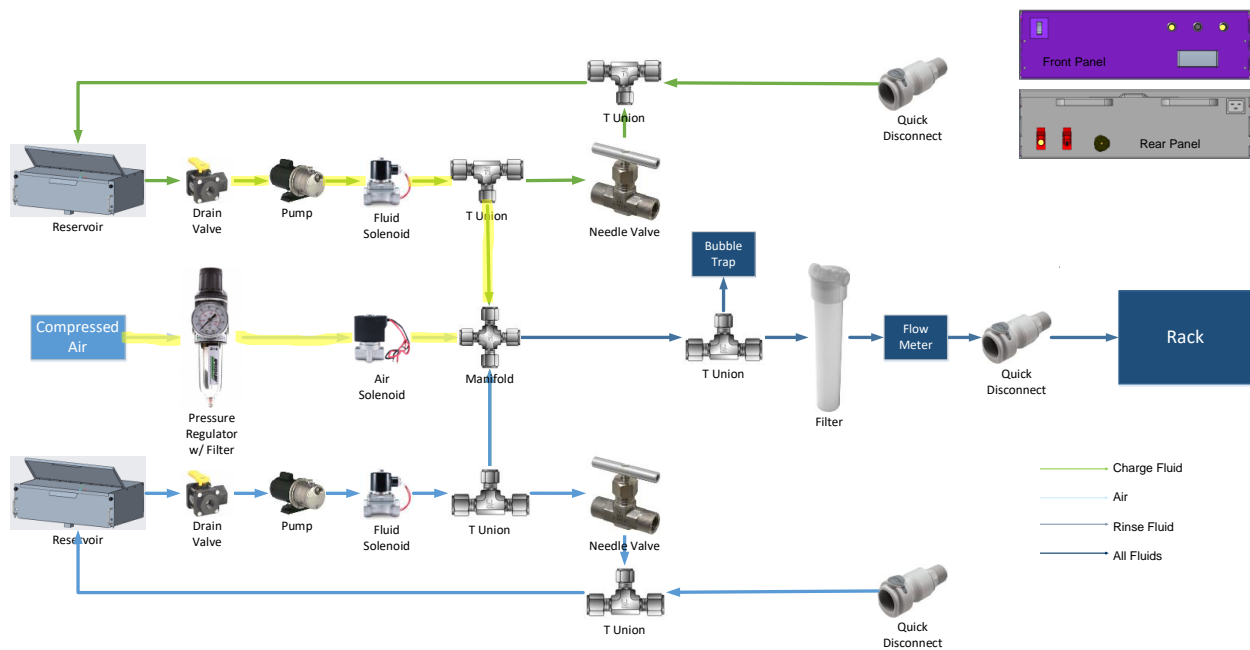 Front Panel
Rear Panel
T Union
Quick
Disconnect
Reservoir
Drain
Valve
Pump
Fluid
Solenoid
T Union
Needle Valve
Bubble
Trap
Compressed
Air
Pressure
Regulator
w/ Filter
Air
Solenoid
Manifold
T Union
Filter
Flow
Meter
Quick
Disconnect
Rack
Reservoir
Drain
Valve
Pump
Fluid
Solenoid
T Union
Needle Valve
T Union
Quick
Disconnect
Charge Fluid
Air
Rinse Fluid
All Fluids